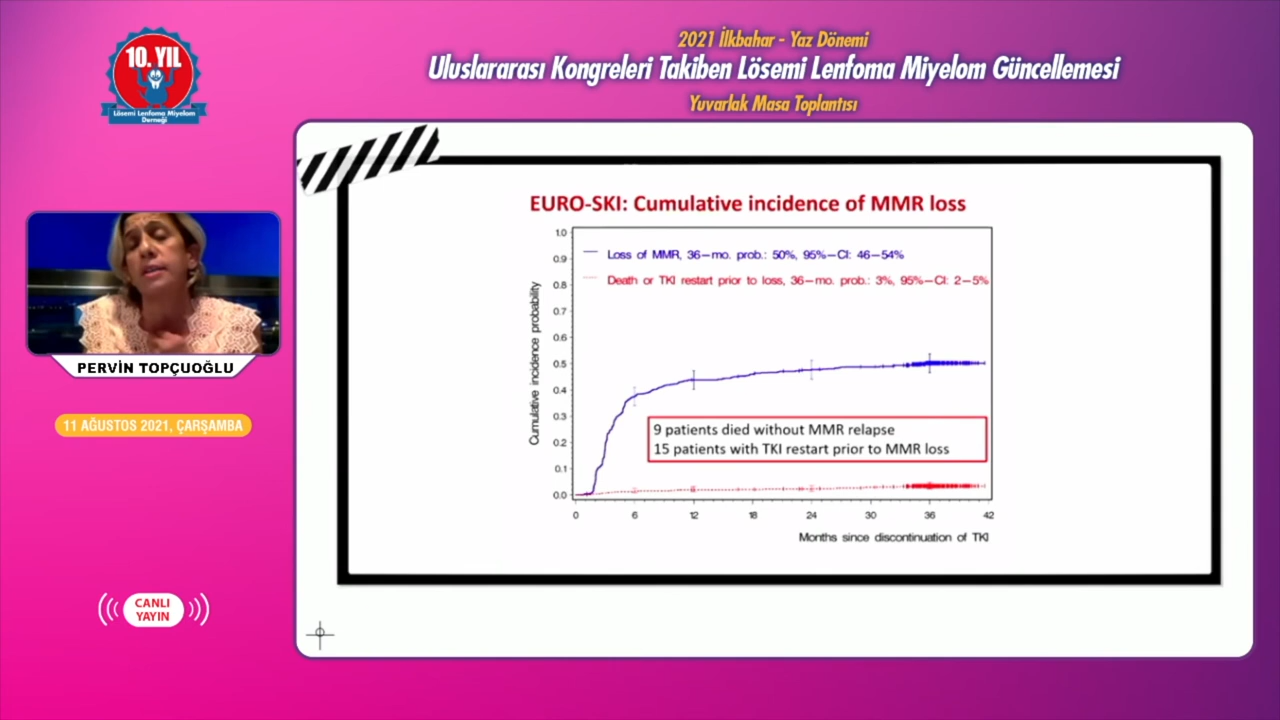 10. YIL
Lösemi Lenfoma Miyelom
Derneği
2021 İlkbahar - Yaz Dönemi
Uluslararası Kongreleri Takiben Lösemi Lenfoma Miyelom Güncellemesi
Yuvarlak Masa Toplantısı
PERVİN TOPÇUOĞLU
11 AĞUSTOS 2021, ÇARŞAMBA
CANLI
YAYIN
EURO-SKI: Cumulative incidence of MMR loss
Cumulative incidence probability
1.0
0.9
0.8
0.7
0.6
0.5
0.4
0.3
0.2
0.1
0.0
Loss of MMR, 36–mo. prob.: 50%, 95%–CI: 46–54%
Death or TKI restart prior to loss, 36–mo. prob.: 3%, 95%–CI: 2–5%
9 patients died without MMR relapse
15 patients with TKI restart prior to MMR loss
0 6 12 18 24 30 36 42
Months since discontinuation of TKI